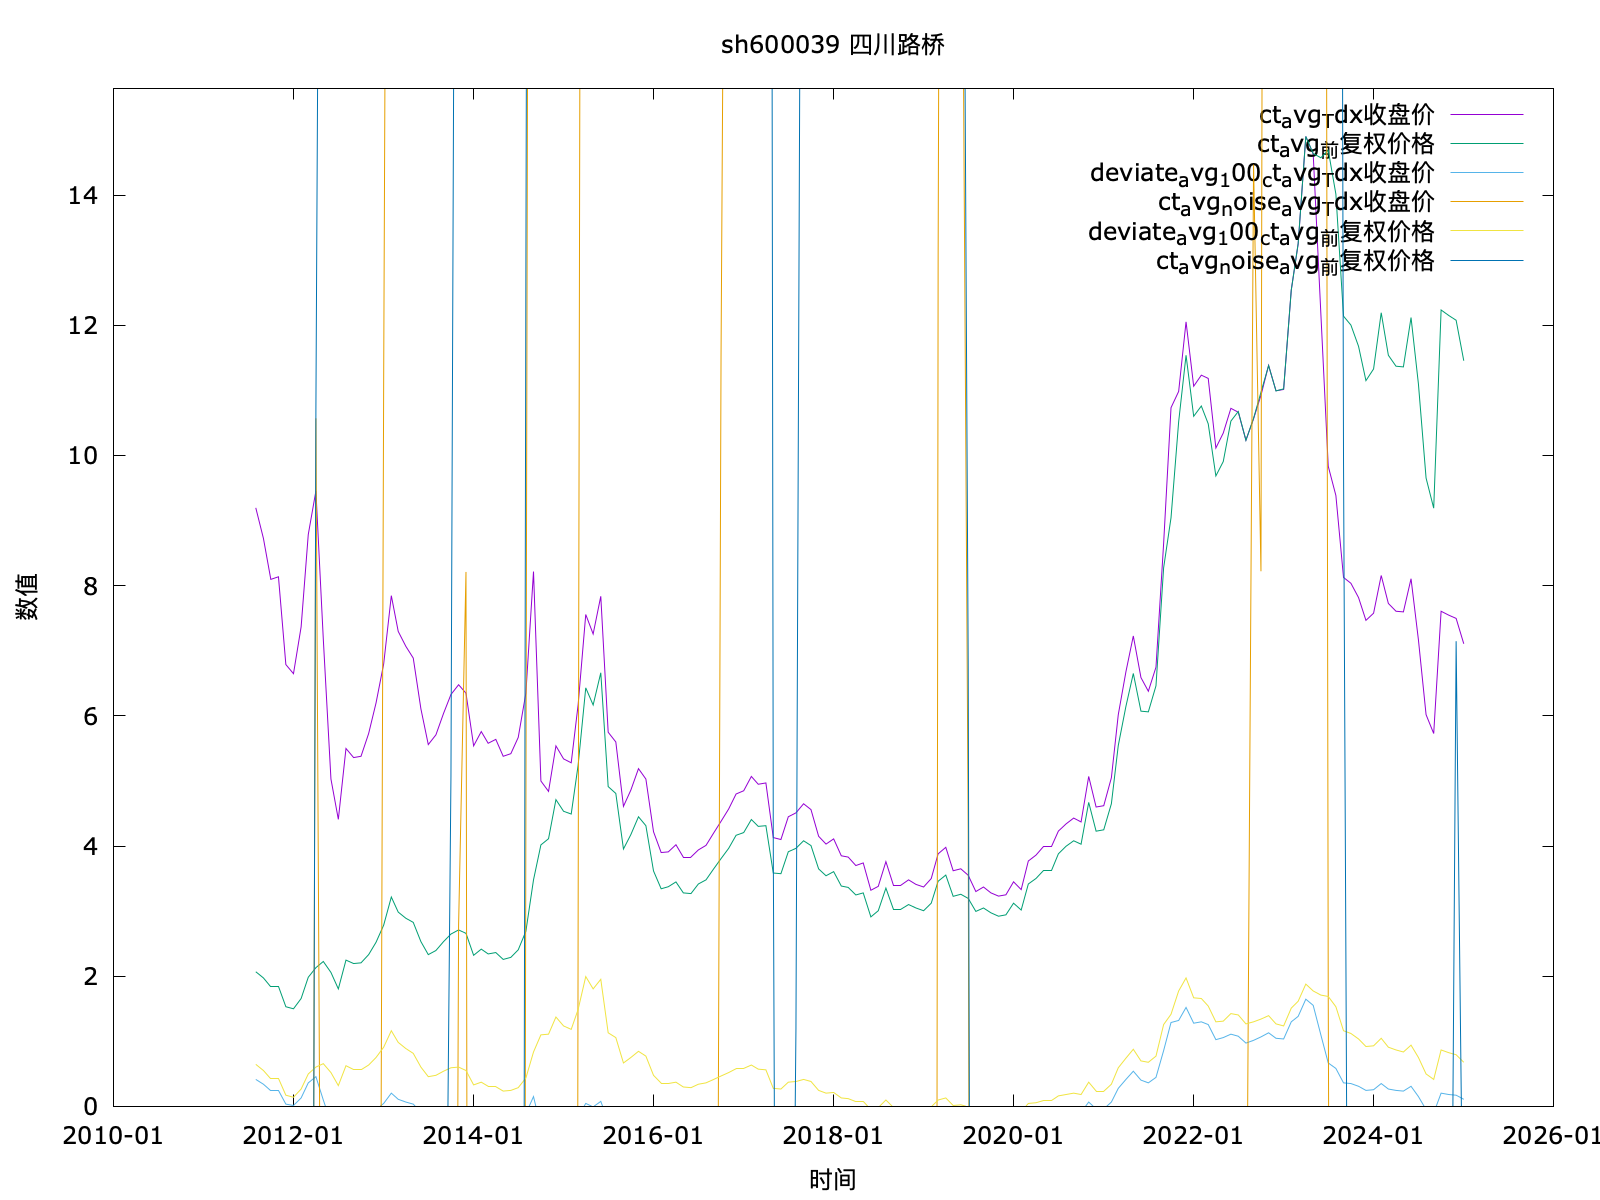 sh600039 四川路桥
ctavgTdx收盘价
ctavg前复权价格
deviateavg100ctavgTdx收盘价
ctavgnoiseavgTdx收盘价
deviateavg100ctavg前复权价格
ctavgnoiseavg前复权价格
14
12
10
8
6
4
2
0
数值
2010-01 2012-01 2014-01 2016-01 2018-01 2020-01 2022-01 2024-01 2026-01
时间